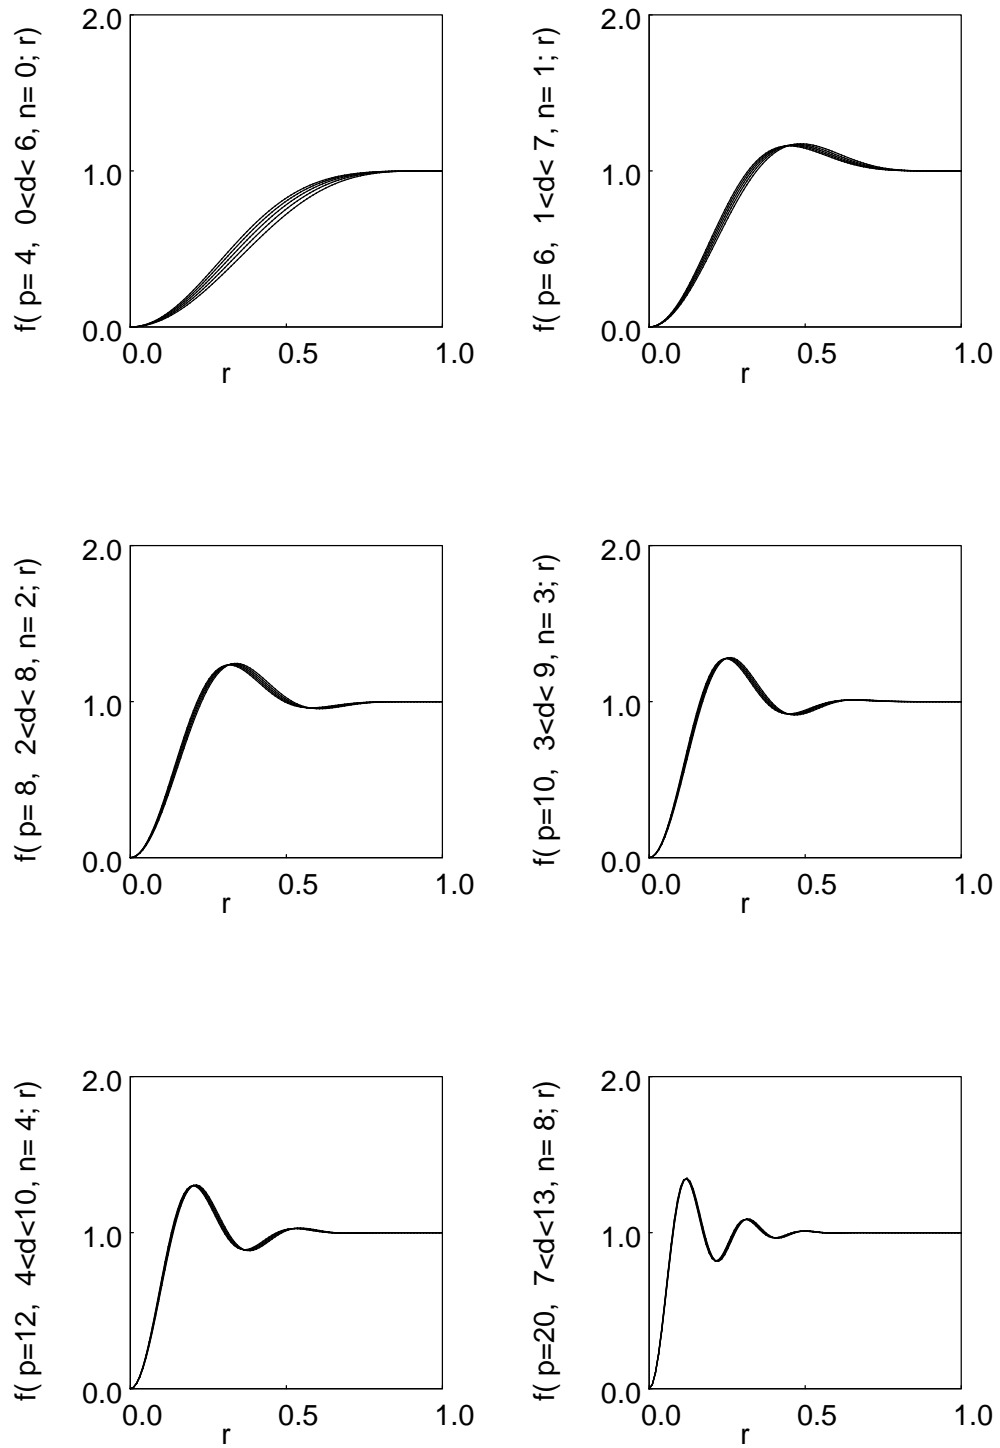 f( p= 4,  0<d< 6, n= 0; r)
2.0
1.0
0.0
0.0 0.5 1.0
r
f( p= 6,  1<d< 7, n= 1; r)
2.0
1.0
0.0
0.0 0.5 1.0
r
f( p= 8,  2<d< 8, n= 2; r)
2.0
1.0
0.0
0.0 0.5 1.0
r
f( p=10,  3<d< 9, n= 3; r)
2.0
1.0
0.0
0.0 0.5 1.0
r
f( p=12,  4<d<10, n= 4; r)
2.0
1.0
0.0
0.0 0.5 1.0
r
f( p=20,  7<d<13, n= 8; r)
2.0
1.0
0.0
0.0 0.5 1.0
r